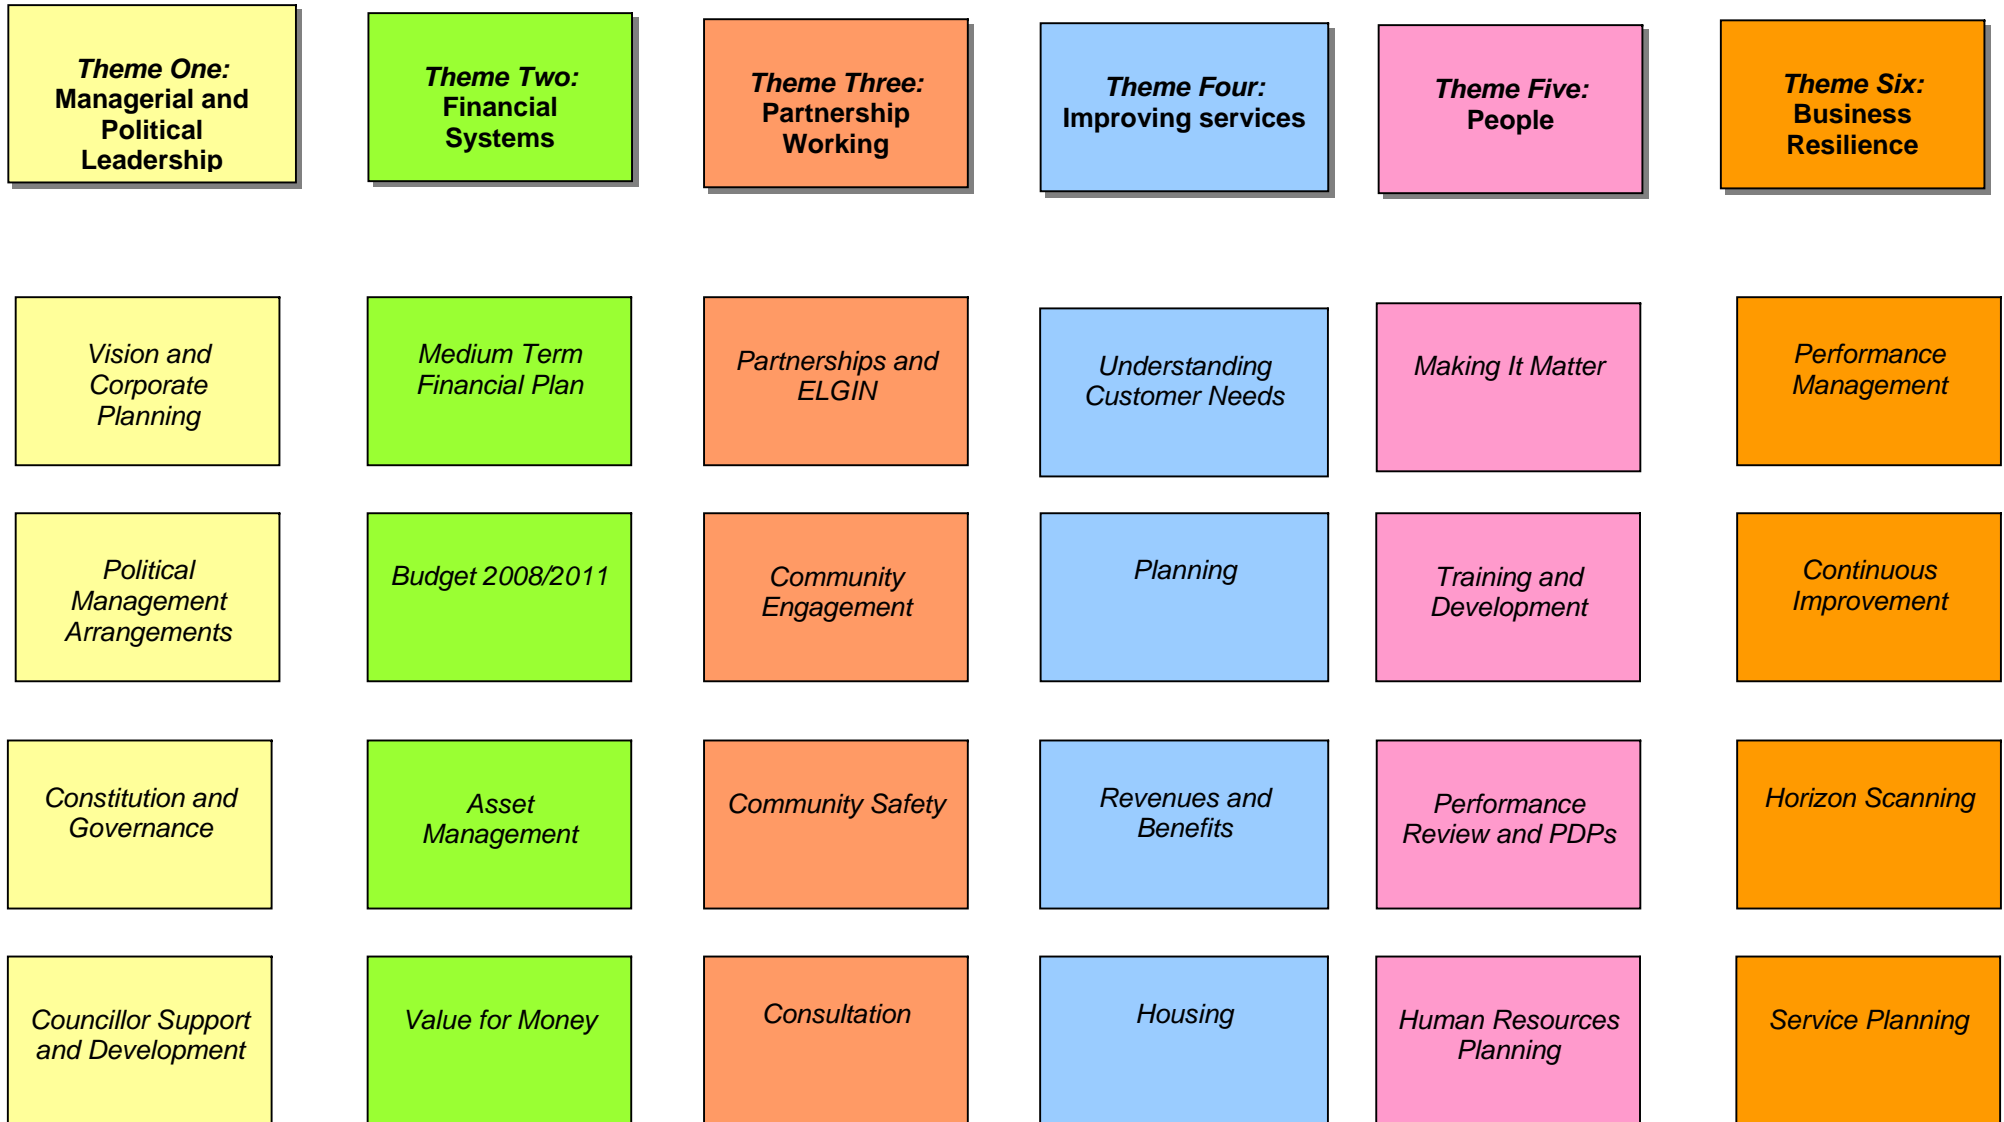 Theme One:
Managerial and
Political
Leadership
Theme Two:
Financial
Systems
Theme Three:
Partnership
Working
Theme Four:
Improving services
Theme Five:
People
Theme Six:
Business
Resilience
Vision and
Corporate
Planning
Medium Term
Financial Plan
Partnerships and
ELGIN
Understanding
Customer Needs
Making It Matter
Performance
Management
Political
Management
Arrangements
Budget 2008/2011
Community
Engagement
Planning
Training and
Development
Continuous
Improvement
Constitution and
Governance
Asset
Management
Community Safety
Revenues and
Benefits
Performance
Review and PDPs
Horizon Scanning
Councillor Support
and Development
Value for Money
Consultation
Housing
Human Resources
Planning
Service Planning